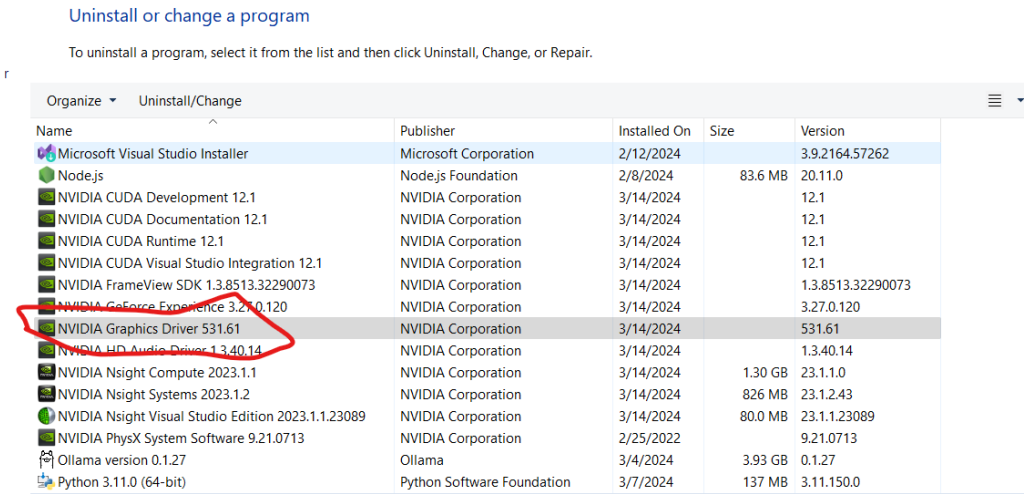 Uninstall or change a program
To uninstall a program, select it from the list and then click Uninstall, Change, or Repair.
r
Organize Uninstall/Change
Name Publisher Installed On Size Version
Microsoft Visual Studio Installer Microsoft Corporation 2/12/2024 3.9.2164.57262
Node.js Node.js Foundation 2/8/2024 83.6 MB 20.11.0
NVIDIA CUDA Development 12.1 NVIDIA Corporation 3/14/2024 12.1
NVIDIA CUDA Documentation 12.1 NVIDIA Corporation 3/14/2024 12.1
NVIDIA CUDA Runtime 12.1 NVIDIA Corporation 3/14/2024 12.1
NVIDIA CUDA Visual Studio Integration 12.1 NVIDIA Corporation 3/14/2024 12.1
NVIDIA FrameView SDK 1.3.8513.32290073 NVIDIA Corporation 3/14/2024 1.3.8513.32290073
NVIDIA GeForce Experience 3.27.0.120 NVIDIA Corporation 3/14/2024 3.27.0.120
NVIDIA Graphics Driver 531.61 NVIDIA Corporation 3/14/2024 531.61
NVIDIA HD Audio Driver 1.3.40.14 NVIDIA Corporation 3/14/2024 1.3.40.14
NVIDIA Nsight Compute 2023.1.1 NVIDIA Corporation 3/14/2024 1.30 GB 23.1.1.0
NVIDIA Nsight Systems 2023.1.2 NVIDIA Corporation 3/14/2024 826 MB 23.1.2.43
NVIDIA Nsight Visual Studio Edition 2023.1.1.23089 NVIDIA Corporation 3/14/2024 80.0 MB 23.1.1.23089
NVIDIA PhysX System Software 9.21.0713 NVIDIA Corporation 2/25/2022 9.21.0713
Ollama version 0.1.27 Ollama 3/4/2024 3.93 GB 0.1.27
Python 3.11.0 (64-bit) Python Software Foundation 3/7/2024 137 MB 3.11.150.0